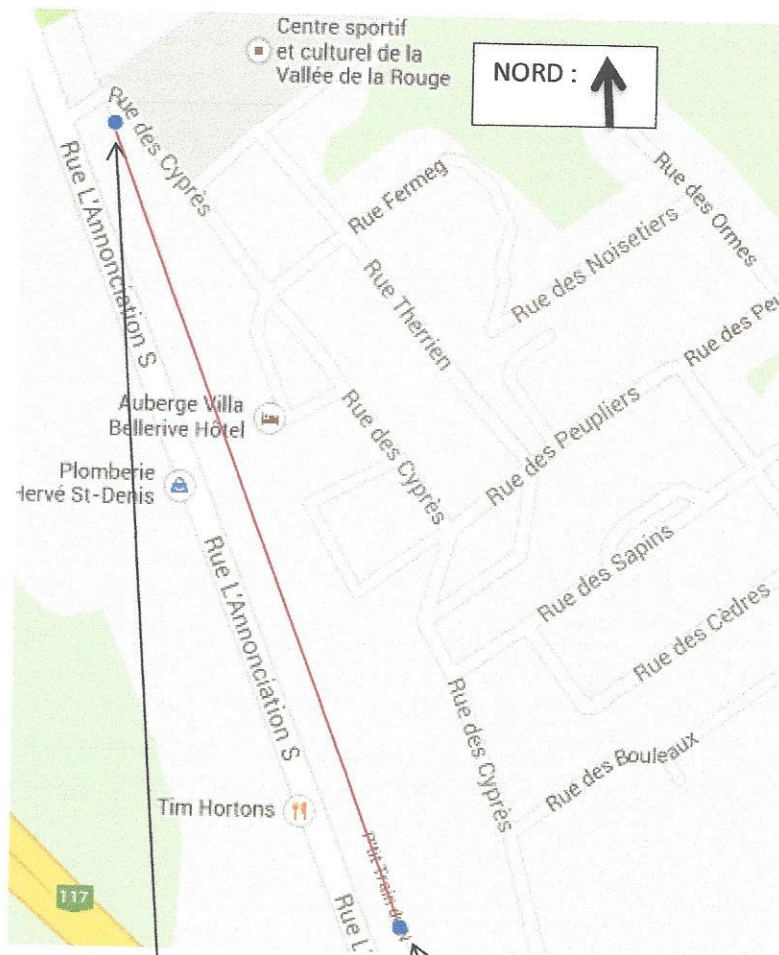 Centre sportif
et culturel de la
Vallée de la Rouge
NORD :
Rue des Cyprès
Rue L'Annonciation S
Rue Fermeg
Rue des Ormes
Rue des Noisetiers
Rue Therrien
Rue des Peu
Auberge Villa
Bellerive Hôtel
Rue des Cyprès
Rue des Peupliers
Plomberie
Hervé St-Denis
Rue L'Annonciation S
Rue des Sapins
Rue des Cèdres
Rue des Cyprès
Rue des Bouleaux
Tim Hortons
P'tit Train
117
Rue L'